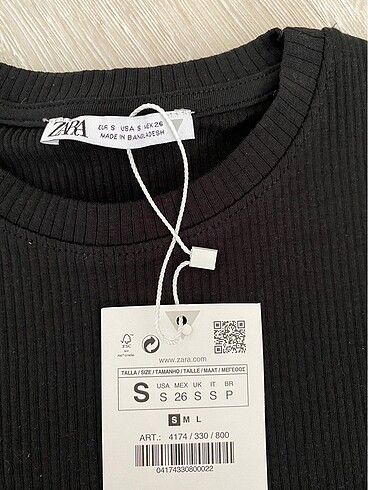 ZARA
EUR S USA S MEX 26
MADE IN BANGLADESH
FSC
www.zara.com
TALLA / SIZE / TAMANHO / TAILLE / MAAT / ΜΕΓΕΘΟΣ
S
USA MEX UK IT BR
S 26 S S P
S M L
ART.: 4174 / 330 / 800
04174330800022